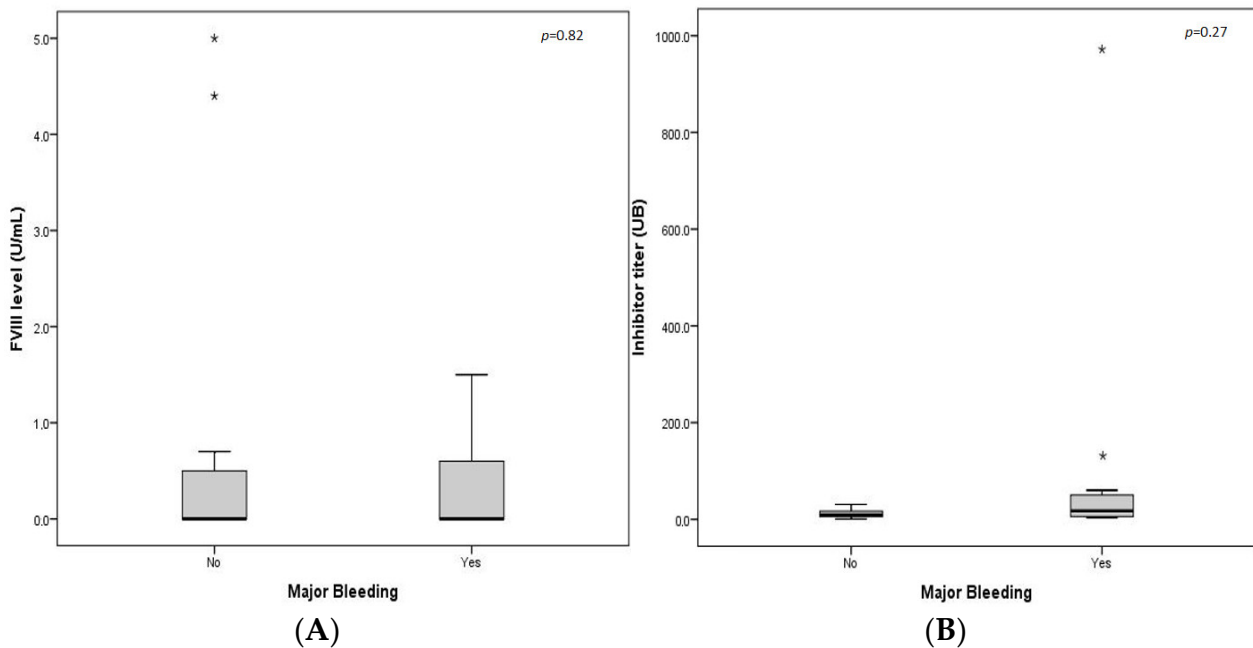 p=0.82
5.0
4.0
3.0
2.0
1.0
0.0
FVIII level (U/mL)
No
Yes
Major Bleeding
(A)
p=0.27
1000.0
800.0
600.0
400.0
200.0
0.0
Inhibitor titer (UB)
No
Yes
Major Bleeding
(B)